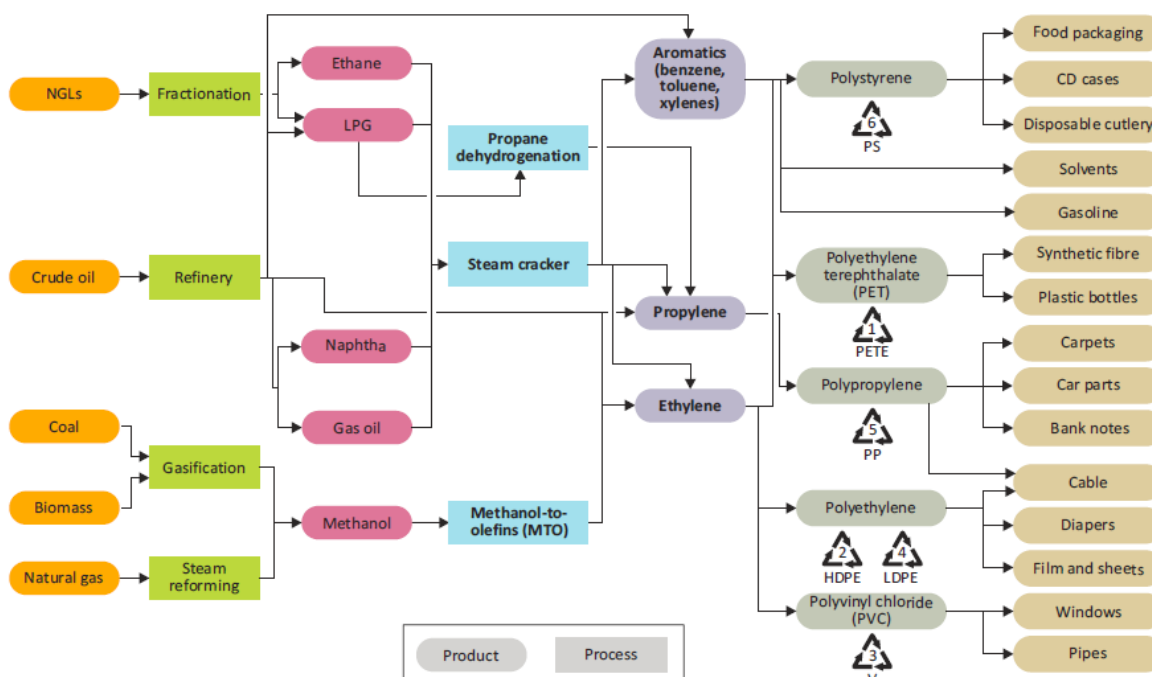 NGLs
Fractionation
Ethane
LPG
Propane
dehydrogenation
Aromatics
(benzene,
toluene,
xylenes)
Polystyrene
6
PS
Food packaging
CD cases
Disposable cutlery
Solvents
Gasoline
Crude oil
Refinery
Steam cracker
Propylene
Polyethylene
terephthalate
(PET)
1
PETE
Synthetic fibre
Plastic bottles
Naphtha
Gas oil
Ethylene
Polypropylene
5
PP
Carpets
Car parts
Bank notes
Coal
Biomass
Gasification
Natural gas
Steam
reforming
Methanol
Methanol-to-
olefins (MTO)
Polyethylene
2
HDPE
4
LDPE
Cable
Diapers
Film and sheets
Polyvinyl chloride
(PVC)
3
Windows
Pipes
Product
Process